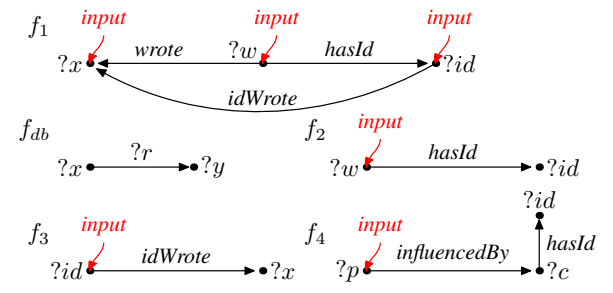 input input input
f1
wrote ?w hasId
?x ?id
idWrote
fdb f2 input
?r hasId
?x ?y ?w ?id
?id
f3 input f4 input
idWrote influencedBy hasId
?id ?x ?p ?c